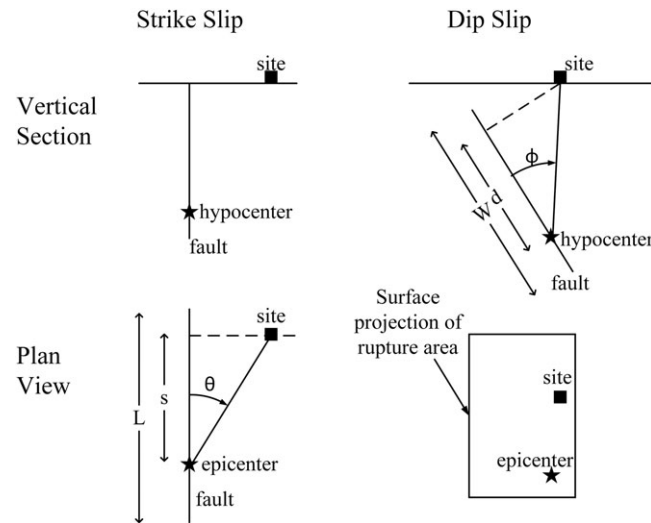 Strike Slip
Dip Slip
Vertical
Section
site
hypocenter
fault
site
ϕ
W
d
hypocenter
fault
Plan
View
site
θ
L
s
epicenter
fault
Surface
projection of
rupture area
site
epicenter